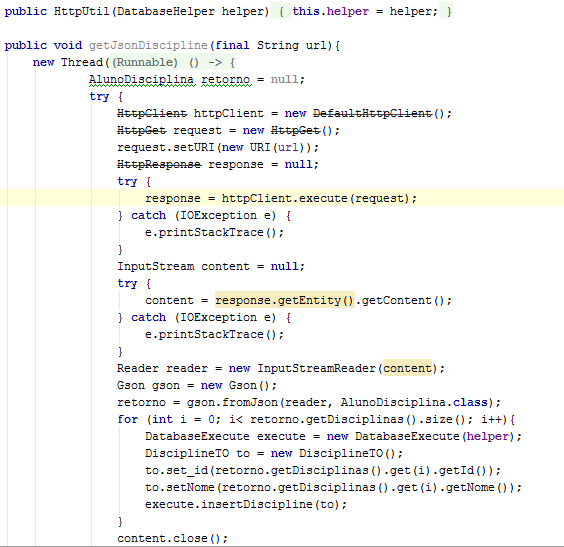 public HttpUtil(DatabaseHelper helper) { this.helper = helper; }
public void getJsonDiscipline(final String url){
new Thread((Runnable) () -> {
AlunoDisciplina retorno = null;
try {
HttpClient httpClient = new DefaultHttpClient();
HttpGet request = new HttpGet();
request.setURI(new URI(url));
HttpResponse response = null;
try {
response = httpClient.execute(request);
} catch (IOException e) {
e.printStackTrace();
}
InputStream content = null;
try {
content = response.getEntity().getContent();
} catch (IOException e) {
e.printStackTrace();
}
Reader reader = new InputStreamReader(content);
Gson gson = new Gson();
retorno = gson.fromJson(reader, AlunoDisciplina.class);
for (int i = 0; i< retorno.getDisciplinas().size(); i++){
DatabaseExecute execute = new DatabaseExecute(helper);
DisciplineTO to = new DisciplineTO();
to.set_id(retorno.getDisciplinas().get(i).getId());
to.setNome(retorno.getDisciplinas().get(i).getNome());
execute.insertDiscipline(to);
}
content.close();